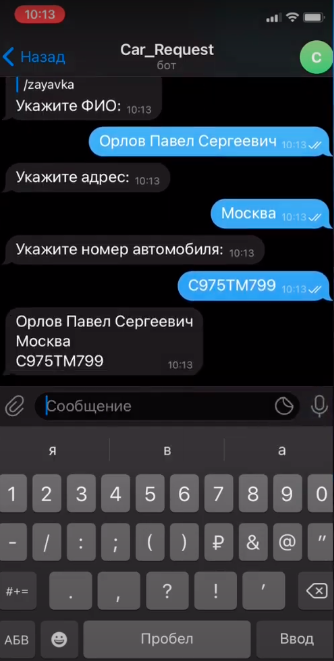 10:13
Назад
Car_Request
бот
С
/zayavka
Укажите ФИО: 10:13
Орлов Павел Сергеевич 10:13
Укажите адрес: 10:13
Москва 10:13
Укажите номер автомобиля: 10:13
С975ТМ799 10:13
Орлов Павел Сергеевич
Москва
С975ТМ799 10:13
Сообщение
я в а
1 2 3 4 5 6 7 8 9 0
- / : ; ( ) ₽ & @ "
#+= . , ? ! ’
АБВ Пробел Ввод